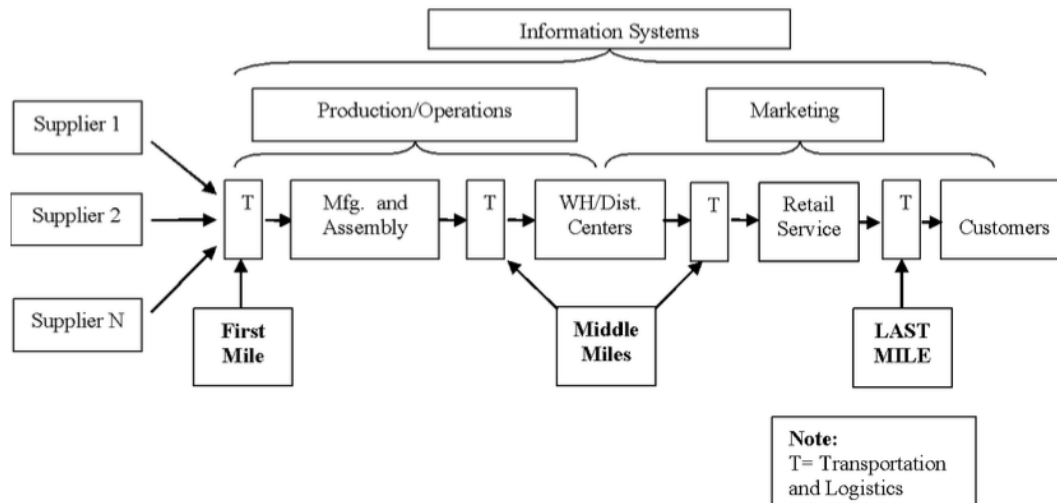 Information Systems
Production/Operations
Marketing
Supplier 1
Supplier 2
Supplier N
T
Mfg. and
Assembly
T
WH/Dist.
Centers
T
Retail
Service
T
Customers
First
Mile
Middle
Miles
LAST
MILE
Note:
T= Transportation
and Logistics